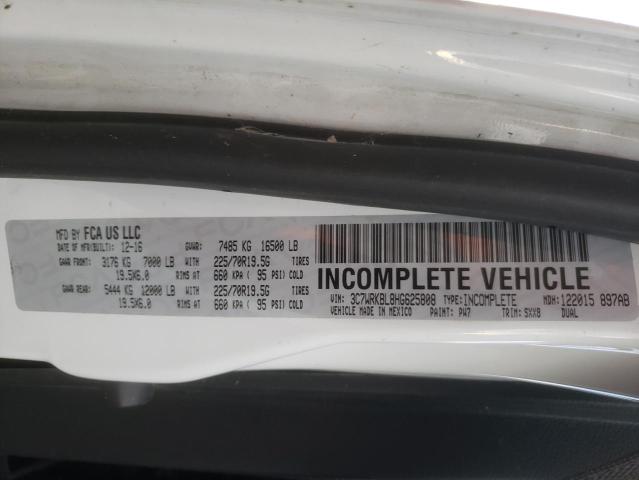 MFD BY FCA US LLC
DATE OF MFR(BUILT): 12-16 GVWR: 7485 KG 16500 LB
GAWR FRONT: 3176 KG 7000 LB WITH 225/70R19.5G TIRES
19.5X6.0 RIMS AT 660 KPA ( 95 PSI) COLD
GAWR REAR: 5444 KG 12000 LB WITH 225/70R19.5G TIRES
19.5X6.0 RIMS AT 660 KPA ( 95 PSI) COLD
INCOMPLETE VEHICLE
VIN: 3C7WRKBL8HG625808 TYPE: INCOMPLETE MDH: 122015 897AB
VEHICLE MADE IN MEXICO PAINT: PW7 TRIM: SXX8 DUAL